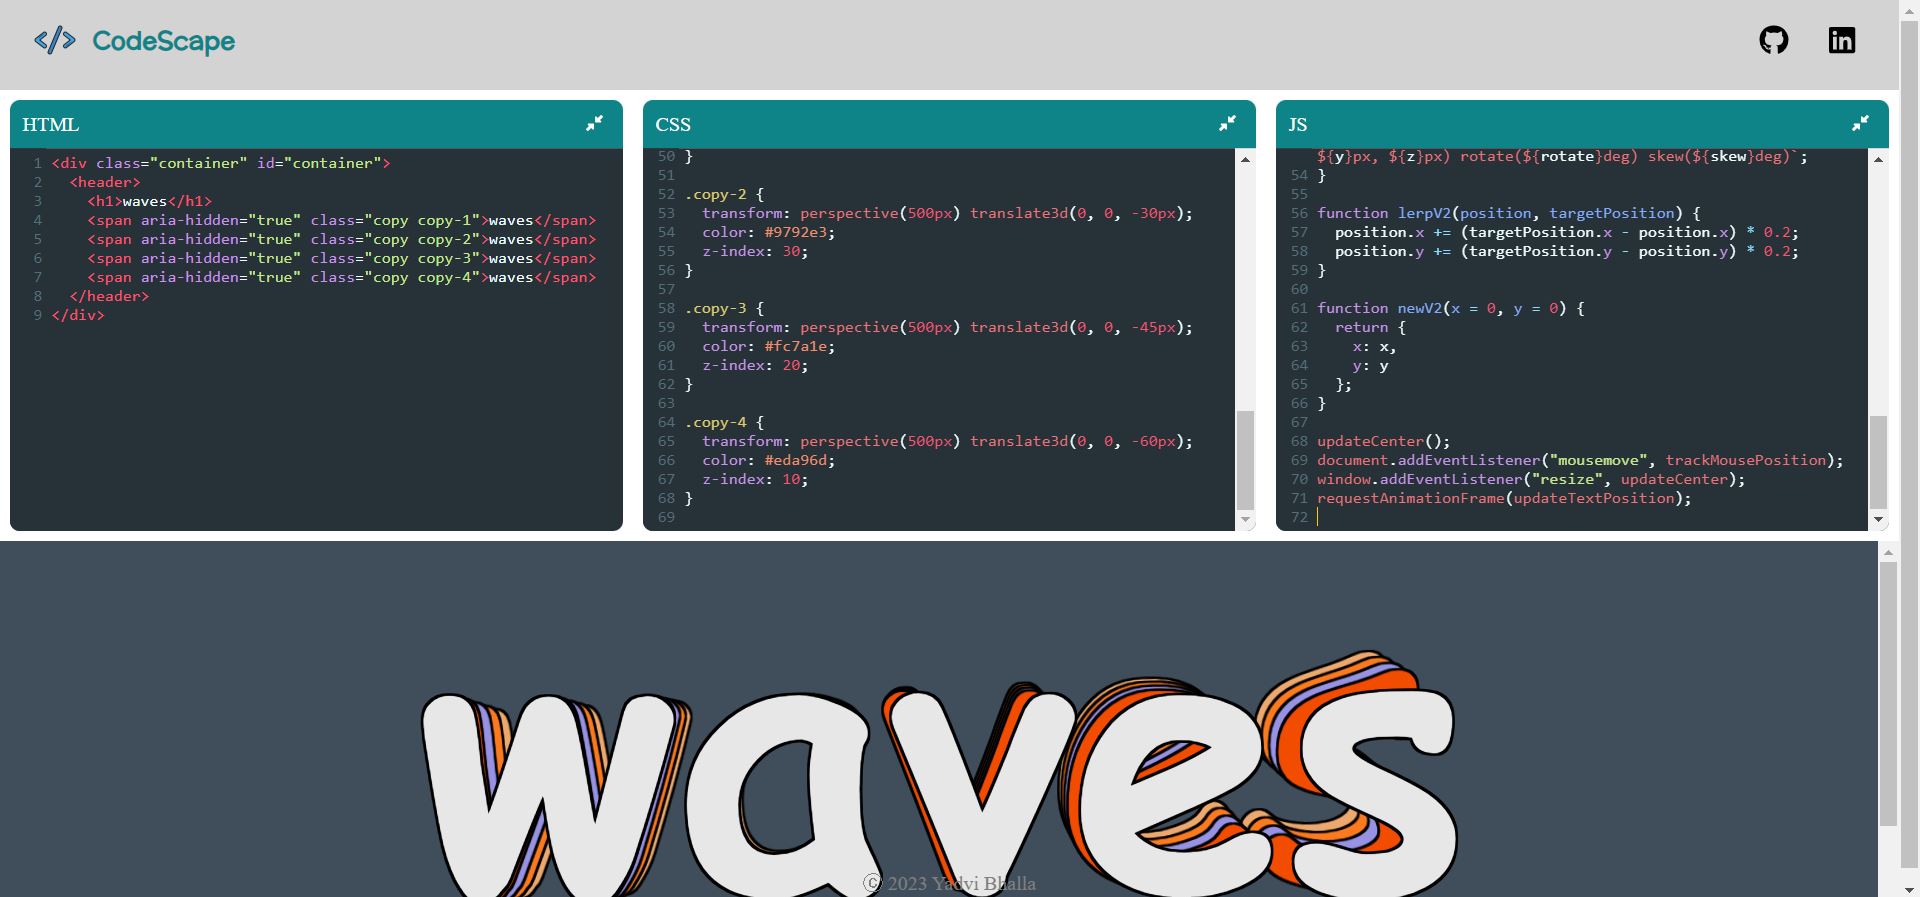 CodeScape
HTML
1 <div class="container" id="container">
2 <header>
3 <h1>waves</h1>
4 <span aria-hidden="true" class="copy copy-1">waves</span>
5 <span aria-hidden="true" class="copy copy-2">waves</span>
6 <span aria-hidden="true" class="copy copy-3">waves</span>
7 <span aria-hidden="true" class="copy copy-4">waves</span>
8 </header>
9 </div>
CSS
50 }
51
52 .copy-2 {
53 transform: perspective(500px) translate3d(0, 0, -30px);
54 color: #9792e3;
55 z-index: 30;
56 }
57
58 .copy-3 {
59 transform: perspective(500px) translate3d(0, 0, -45px);
60 color: #fc7a1e;
61 z-index: 20;
62 }
63
64 .copy-4 {
65 transform: perspective(500px) translate3d(0, 0, -60px);
66 color: #eda96d;
67 z-index: 10;
68 }
69
JS
${y}px, ${z}px) rotate(${rotate}deg) skew(${skew}deg)`;
54 }
55
56 function lerpV2(position, targetPosition) {
57 position.x += (targetPosition.x - position.x) * 0.2;
58 position.y += (targetPosition.y - position.y) * 0.2;
59 }
60
61 function newV2(x = 0, y = 0) {
62 return {
63 x: x,
64 y: y
65 };
66 }
67
68 updateCenter();
69 document.addEventListener("mousemove", trackMousePosition);
70 window.addEventListener("resize", updateCenter);
71 requestAnimationFrame(updateTextPosition);
72
waves
© 2023 Yadvi Bhalla